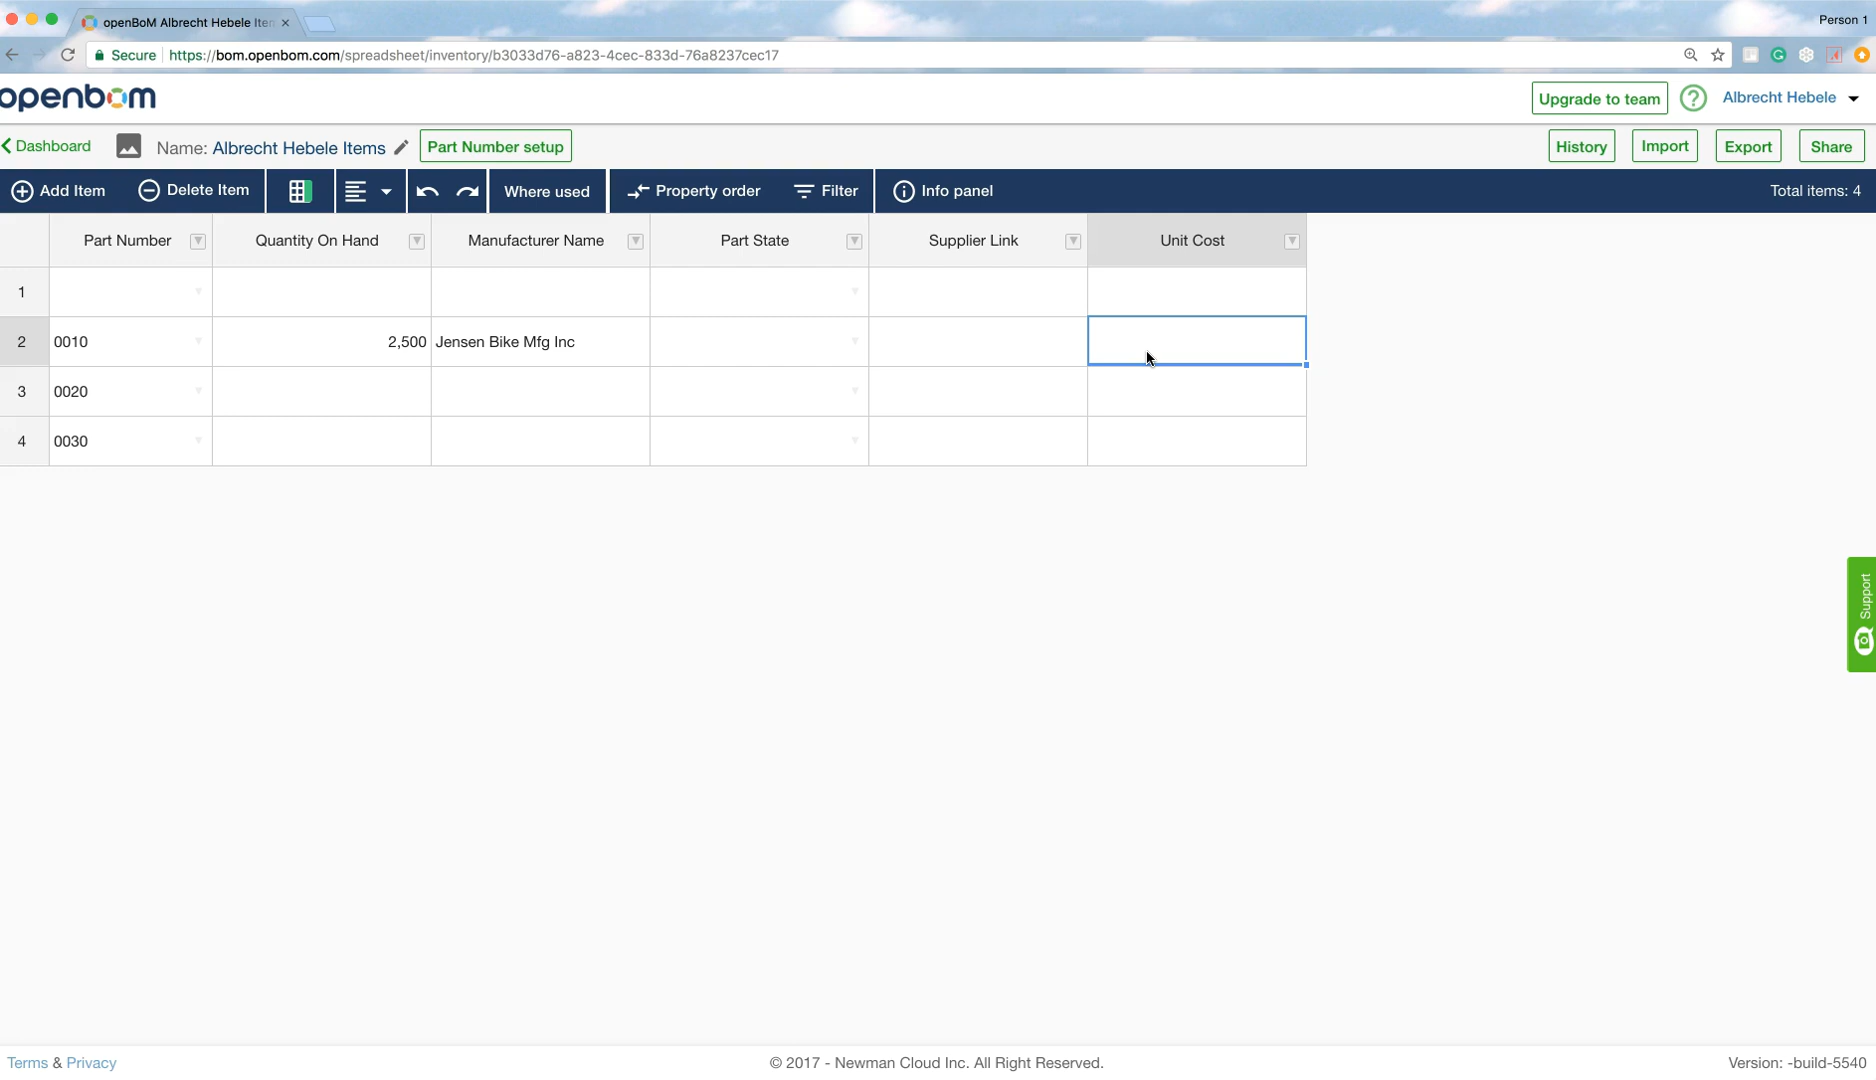 openBoM Albrecht Hebele Iten
Person 1
Secure https://bom.openbom.com/spreadsheet/inventory/b3033d76-a823-4cec-833d-76a8237cec17
openbom
Upgrade to team ? Albrecht Hebele
Dashboard Name: Albrecht Hebele Items Part Number setup History Import Export Share
Add Item Delete Item Where used Property order Filter Info panel Total items: 4
Part Number Quantity On Hand Manufacturer Name Part State Supplier Link Unit Cost
1
2 0010 2,500 Jensen Bike Mfg Inc
3 0020
4 0030
Support
Terms & Privacy © 2017 - Newman Cloud Inc. All Right Reserved. Version: -build-5540